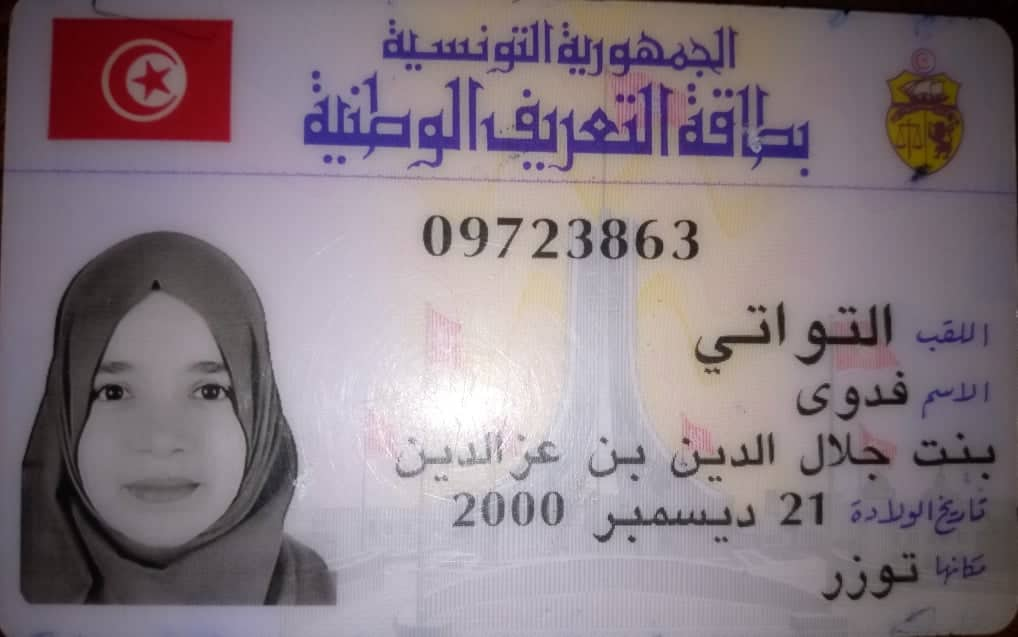 الجمهورية التونسية
بطاقة التعريف الوطنية
09723863
اللقب التواتي
الاسم فدوى
بنت جلال الدين بن عزالدين
تاريخ الولادة 21 ديسمبر 2000
مكانها توزر